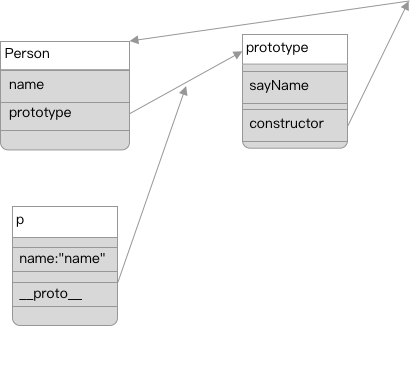 Person
name
prototype
prototype
sayName
constructor
p
name:"name"
__proto__